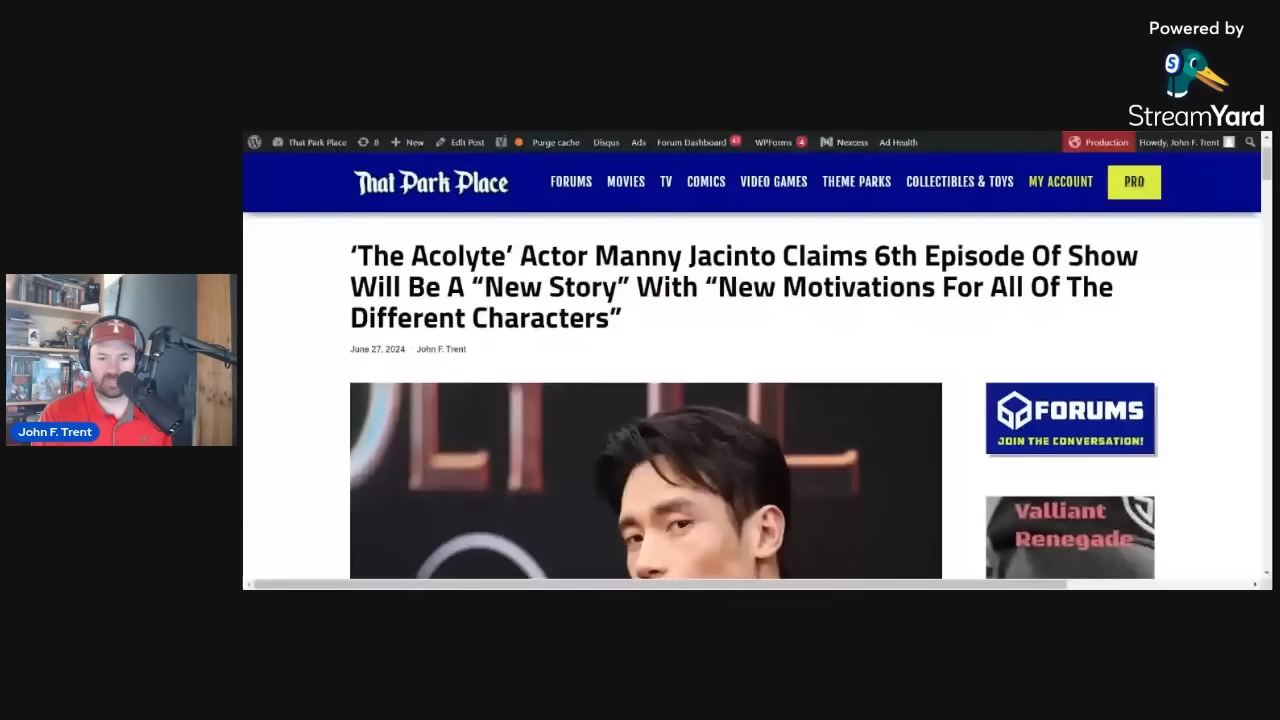 Powered by
StreamYard
That Park Place 8 New Edit Post Purge cache Disqus Ads Forum Dashboard 47 WPForms 4 Nexcess Ad Health Production Howdy, John F. Trent
That Park Place FORUMS MOVIES TV COMICS VIDEO GAMES THEME PARKS COLLECTIBLES & TOYS MY ACCOUNT PRO
‘The Acolyte’ Actor Manny Jacinto Claims 6th Episode Of Show
Will Be A “New Story” With “New Motivations For All Of The
Different Characters”
June 27, 2024 · John F. Trent
FORUMS
JOIN THE CONVERSATION!
John F. Trent
Valliant
Renegade